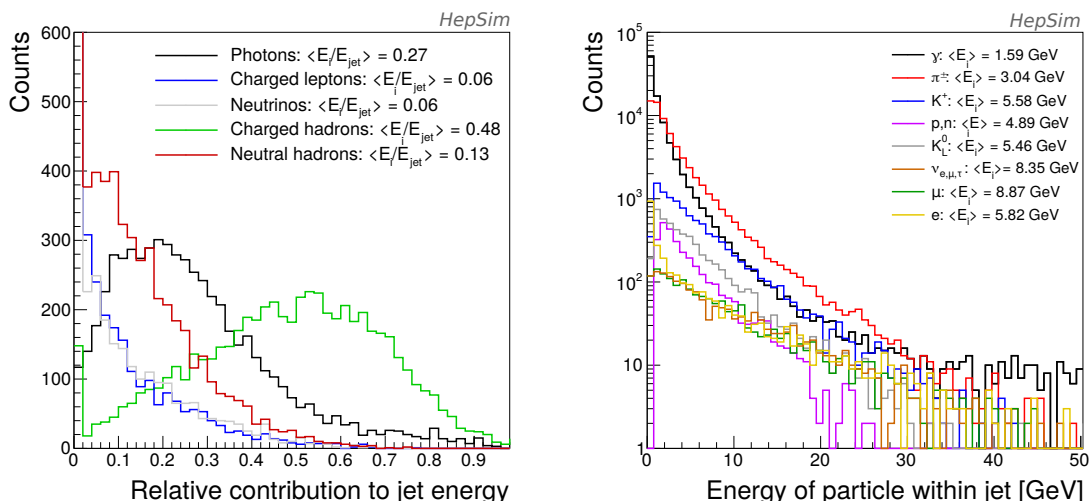 HepSim
Counts
600
500
400
300
200
100
0
Photons: <E_i/E_jet> = 0.27
Charged leptons: <E_i/E_jet> = 0.06
Neutrinos: <E_i/E_jet> = 0.06
Charged hadrons: <E_i/E_jet> = 0.48
Neutral hadrons: <E_i/E_jet> = 0.13
0 0.1 0.2 0.3 0.4 0.5 0.6 0.7 0.8 0.9
Relative contribution to jet energy
HepSim
Counts
10^5
10^4
10^3
10^2
10
1
γ: <E_i> = 1.59 GeV
π^±: <E_i> = 3.04 GeV
K^+: <E_i> = 5.58 GeV
p,n: <E_i> = 4.89 GeV
K^0_L: <E_i> = 5.46 GeV
ν_e,μ,τ: <E_i> = 8.35 GeV
μ: <E_i> = 8.87 GeV
e: <E_i> = 5.82 GeV
0 10 20 30 40 50
Energy of particle within jet [GeV]